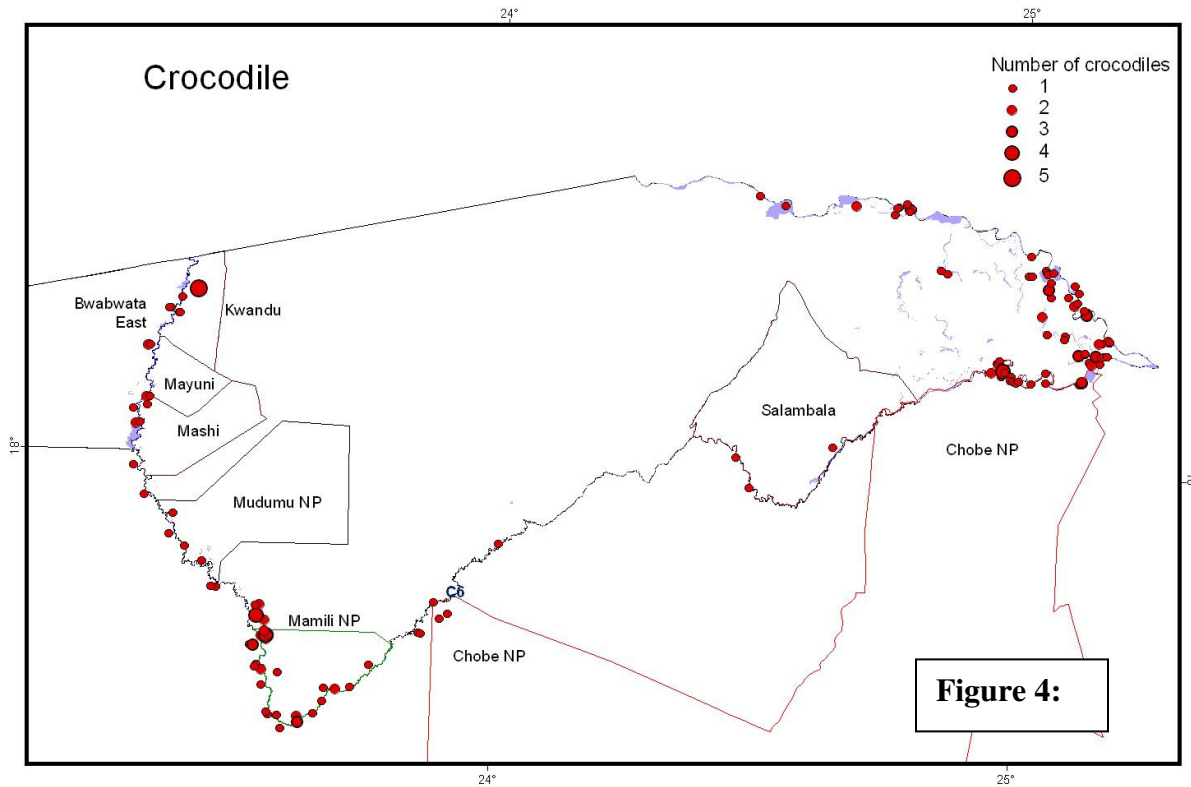 24°
25°
Crocodile
Number of crocodiles
1
2
3
4
5
Bwabwata
East
Kwandu
Mayuni
Mashi
Salambala
18°
Chobe NP
Mudumu NP
C6
Mamili NP
Chobe NP
Figure 4:
24°
25°